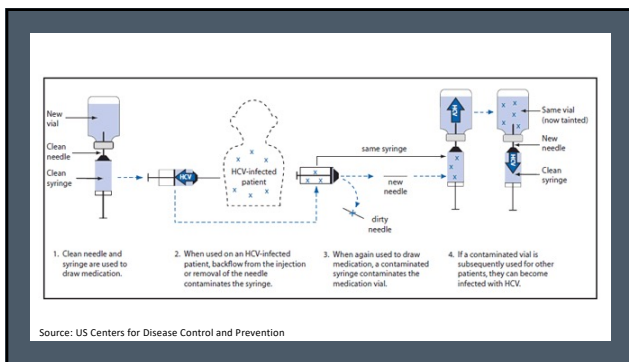 New
vial
Clean
needle
Clean
syringe
HCV
HCV-infected
patient
same syringe
new
needle
dirty
needle
HCV
HCV
Same vial
(now tainted)
New
needle
Clean
syringe
1. Clean needle and
syringe are used to
draw medication.
2. When used on an HCV-infected
patient, backflow from the injection
or removal of the needle
contaminates the syringe.
3. When again used to draw
medication, a contaminated
syringe contaminates the
medication vial.
4. If a contaminated vial is
subsequently used for other
patients, they can become
infected with HCV.
Source: US Centers for Disease Control and Prevention